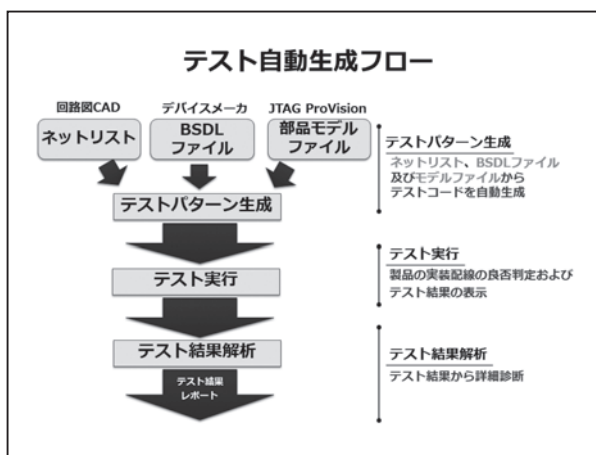 テスト自動生成フロー
回路図CAD
デバイスメーカ
JTAG ProVision
ネットリスト
BSDL
ファイル
部品モデル
ファイル
テストパターン生成
テスト実行
テスト結果解析
テスト結果
レポート
テストパターン生成
ネットリスト、BSDLファイル
及びモデルファイルから
テストコードを自動生成
テスト実行
製品の実装配線の良否判定および
テスト結果の表示
テスト結果解析
テスト結果から詳細診断